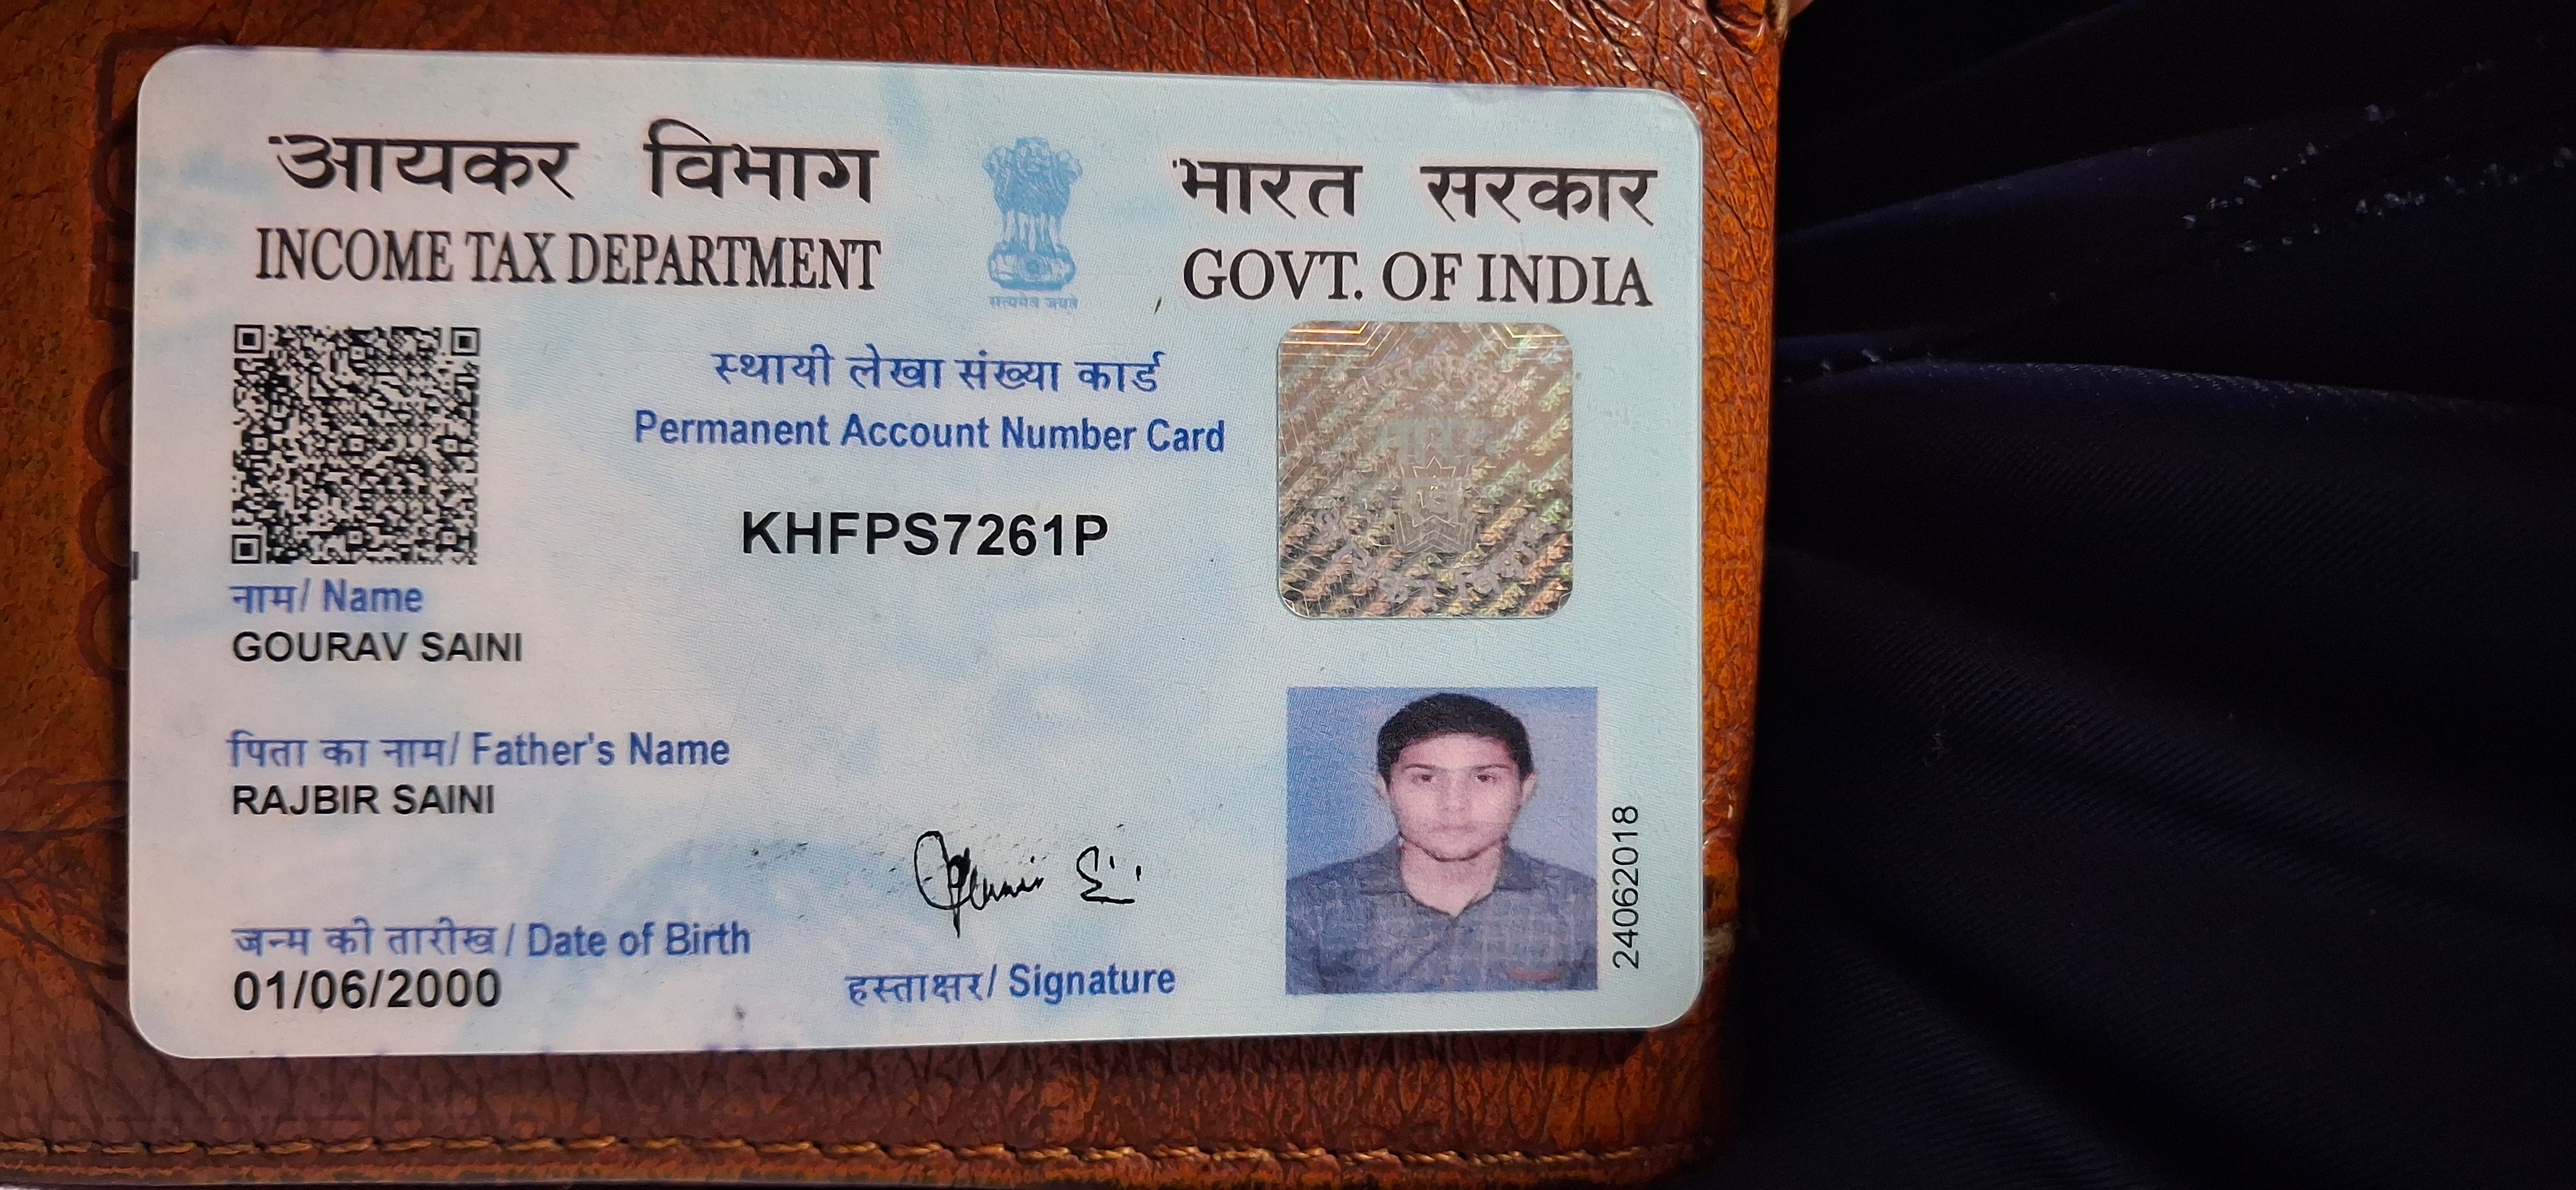 आयकर विभाग
INCOME TAX DEPARTMENT
सत्यमेव जयते
भारत सरकार
GOVT. OF INDIA
स्थायी लेखा संख्या कार्ड
Permanent Account Number Card
KHFPS7261P
नाम/ Name
GOURAV SAINI
पिता का नाम/ Father's Name
RAJBIR SAINI
जन्म की तारीख / Date of Birth
01/06/2000
हस्ताक्षर/ Signature
24062018